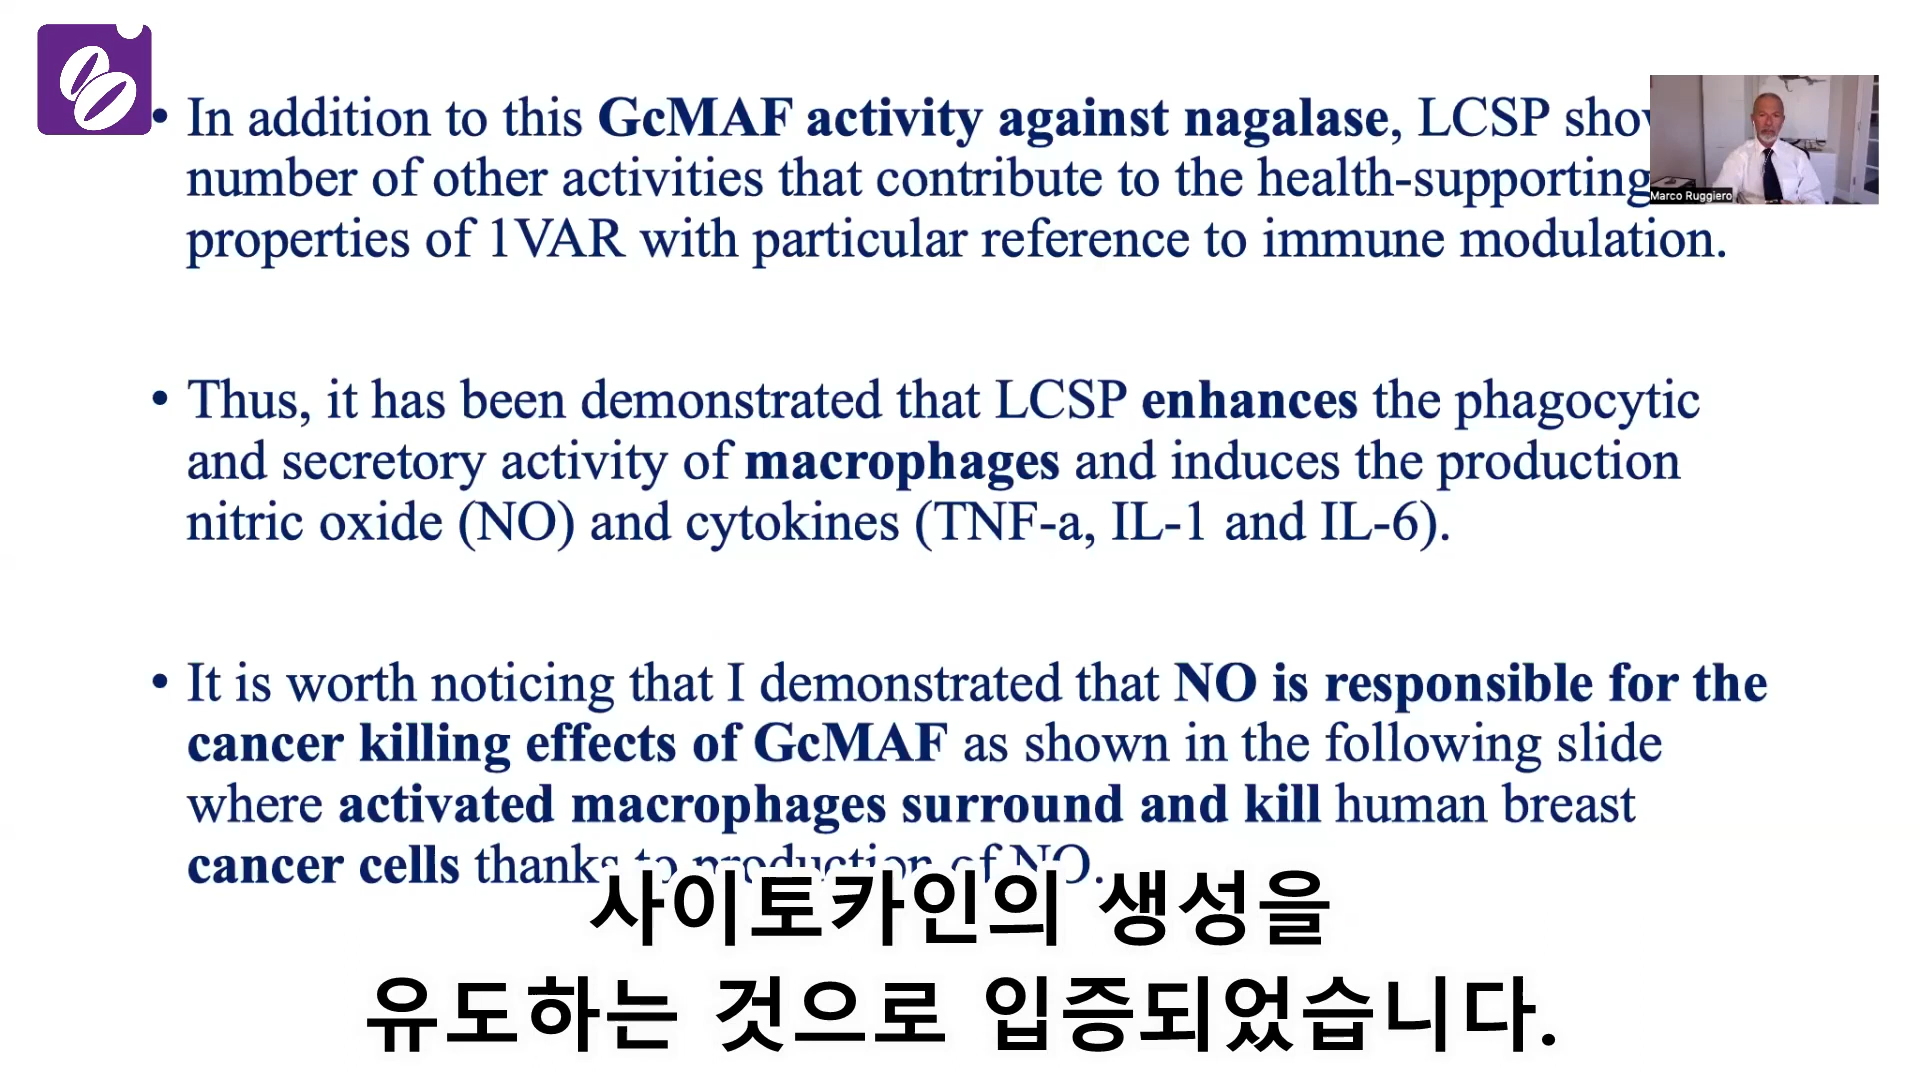 • In addition to this GcMAF activity against nagalase, LCSP
number of other activities that contribute to the health-supporting
properties of 1VAR with particular reference to immune modulation.
• Thus, it has been demonstrated that LCSP enhances the phagocytic
and secretory activity of macrophages and induces the production
nitric oxide (NO) and cytokines (TNF-a, IL-1 and IL-6).
• It is worth noticing that I demonstrated that NO is responsible for the
cancer killing effects of GcMAF as shown in the following slide
where activated macrophages surround and kill human breast
cancer cells thanks to production of NO.
Marco Ruggiero
사이토카인의 생성을
유도하는 것으로 입증되었습니다.